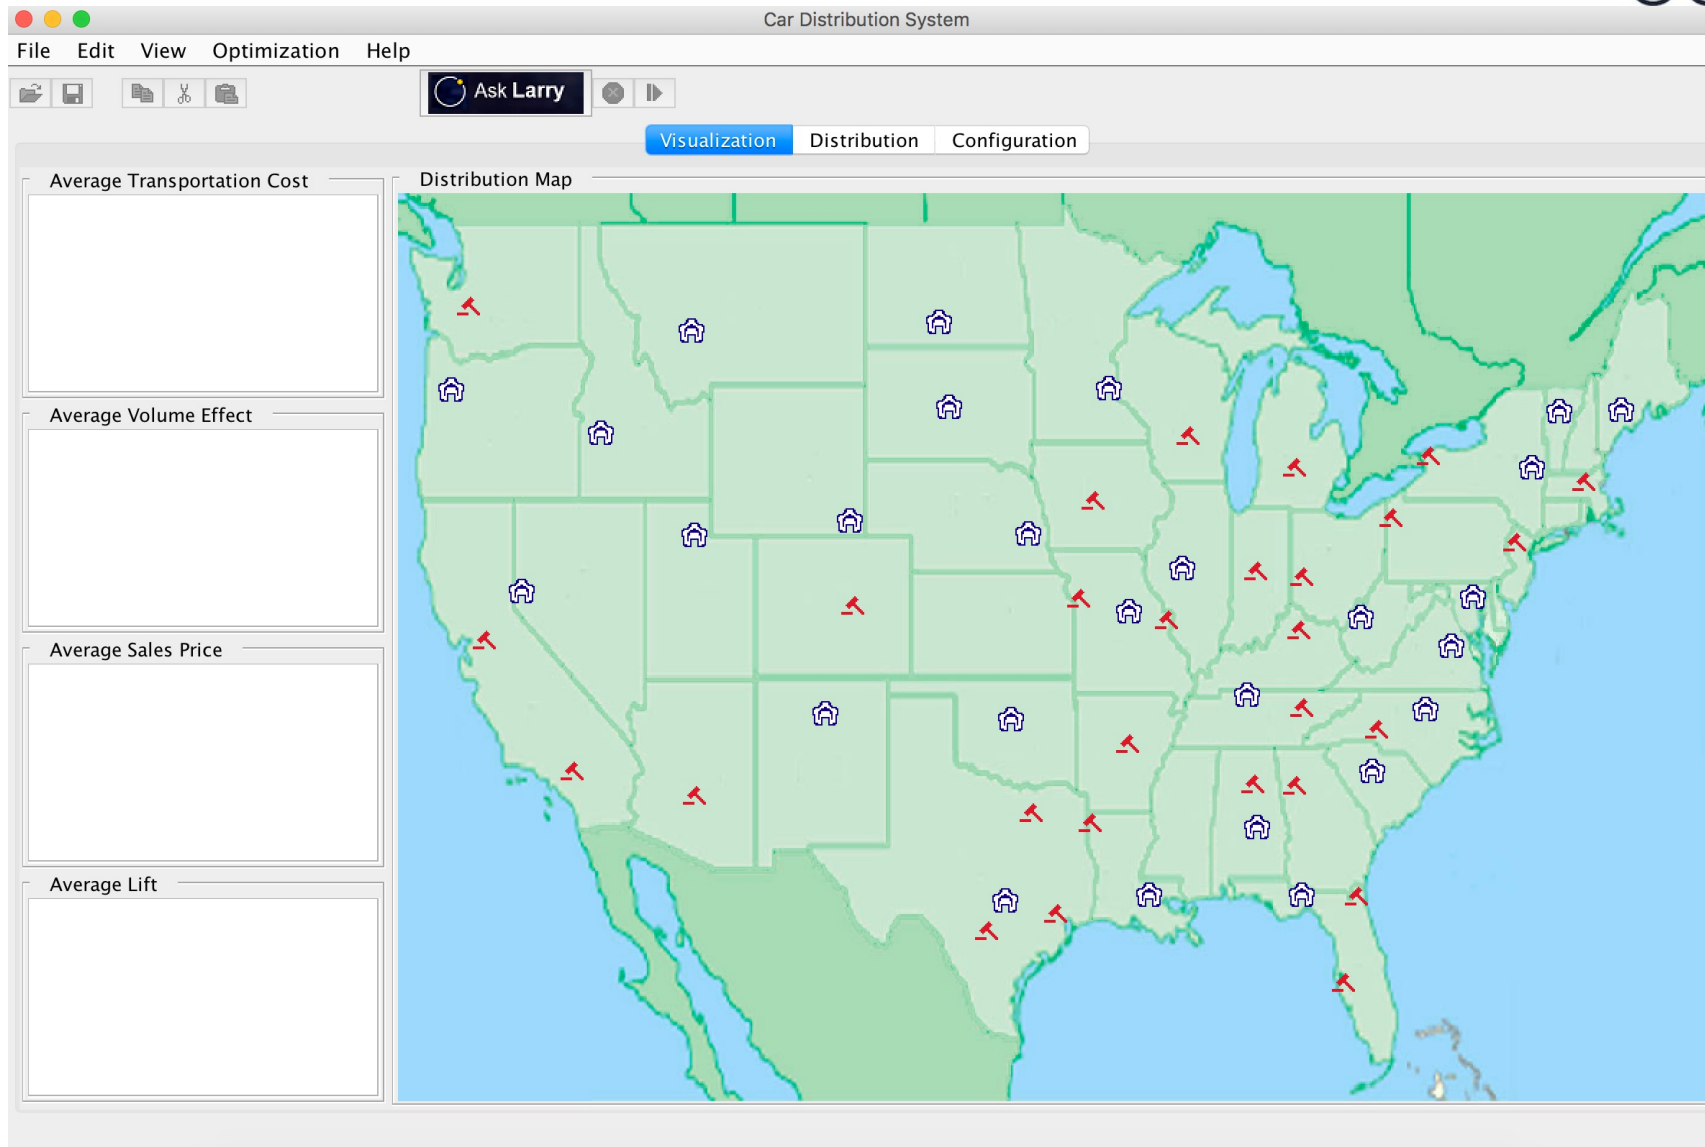 Car Distribution System
File Edit View Optimization Help
Ask Larry
Visualization Distribution Configuration
Average Transportation Cost
Distribution Map
Average Volume Effect
Average Sales Price
Average Lift